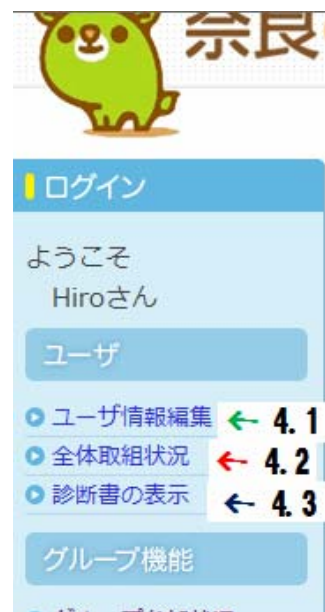 奈良
ログイン
ようこそ
Hiroさん
ユーザ
ユーザ情報編集 ← 4.1
全体取組状況 ← 4.2
診断書の表示 ← 4.3
グループ機能